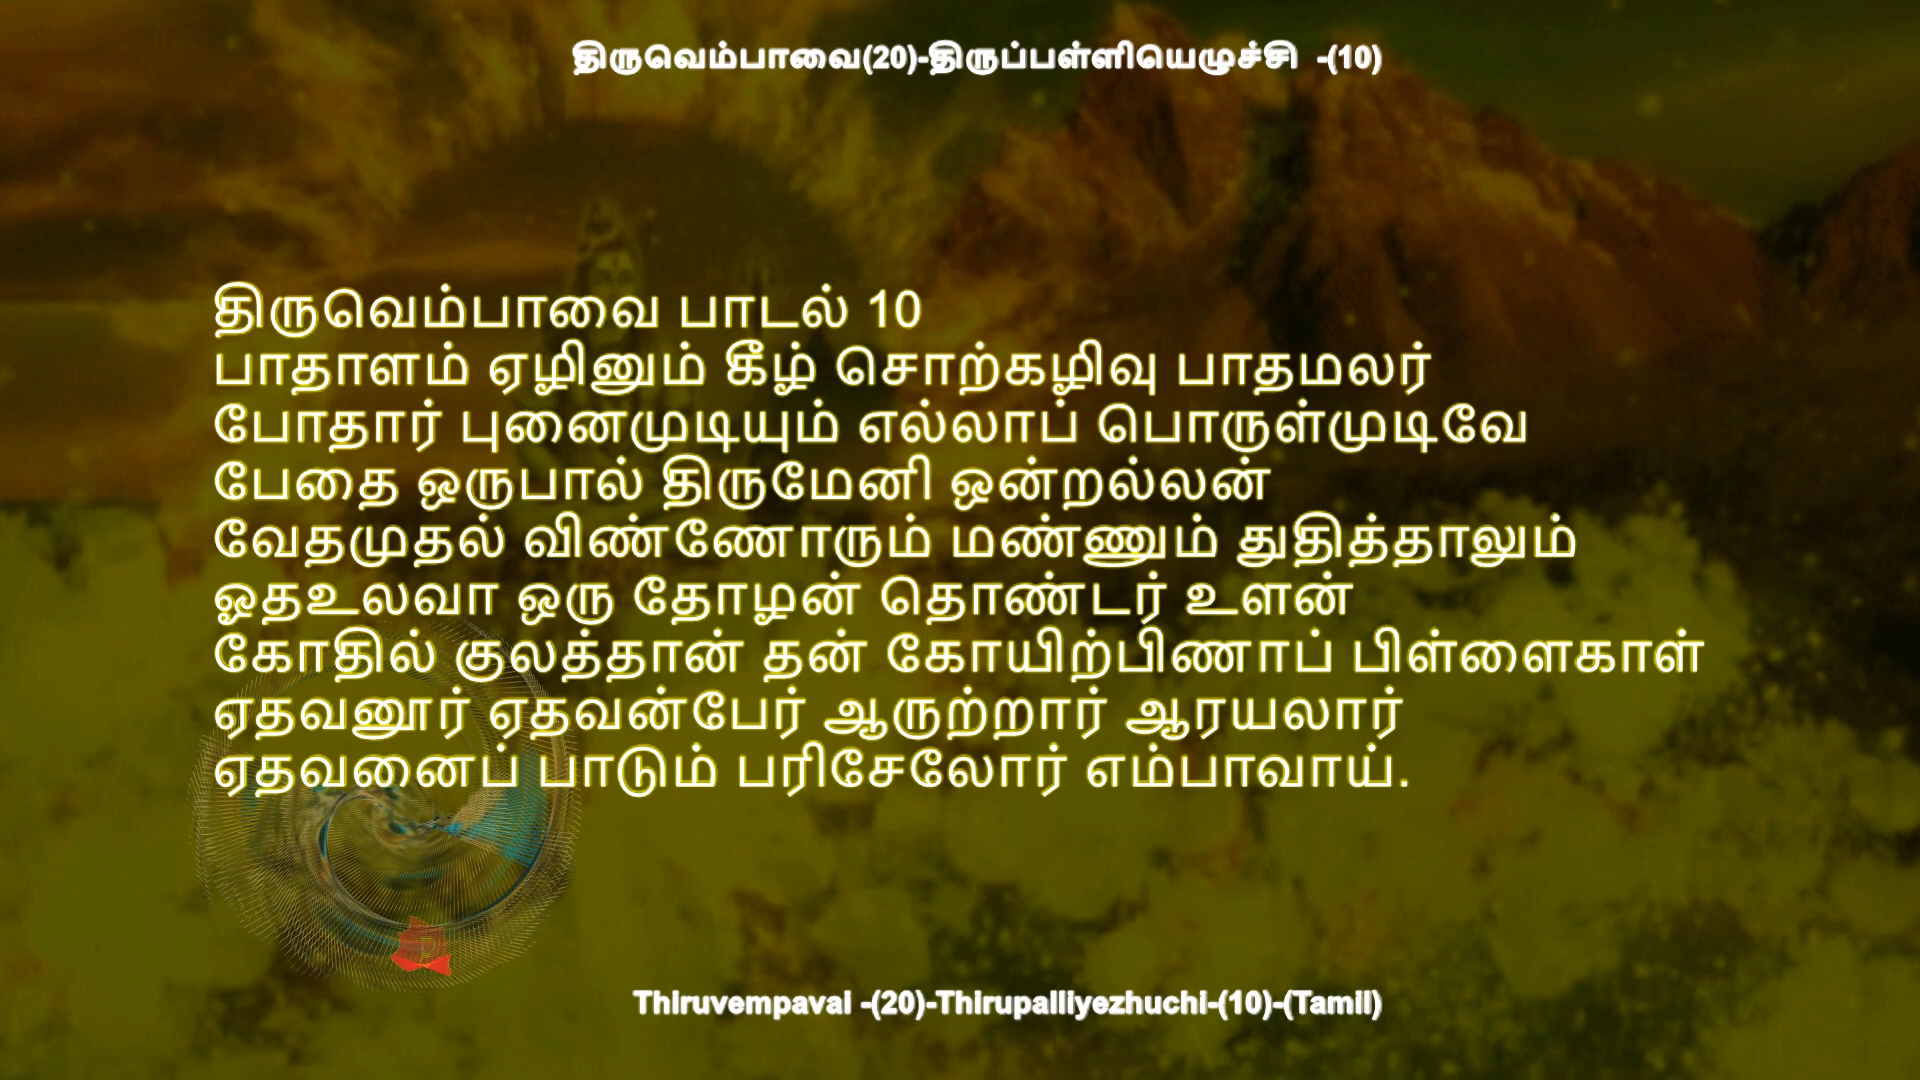 திருவெம்பாவை(20)-திருப்பள்ளியெழுச்சி -(10)
திருவெம்பாவை பாடல் 10
பாதாளம் ஏழினும் கீழ் சொற்கழிவு பாதமலர்
போதார் புனைமுடியும் எல்லாப் பொருள்முடிவே
பேதை ஒருபால் திருமேனி ஒன்றல்லன்
வேதமுதல் விண்ணோரும் மண்ணும் துதித்தாலும்
ஓதஉலவா ஒரு தோழன் தொண்டர் உளன்
கோதில் குலத்தான் தன் கோயிற்பிணாப் பிள்ளைகாள்
ஏதவனூர் ஏதவன்பேர் ஆருற்றார் ஆரயலார்
ஏதவனைப் பாடும் பரிசேலோர் எம்பாவாய்.
Thiruvempavai -(20)-Thirupalliyezhuchi-(10)-(Tamil)